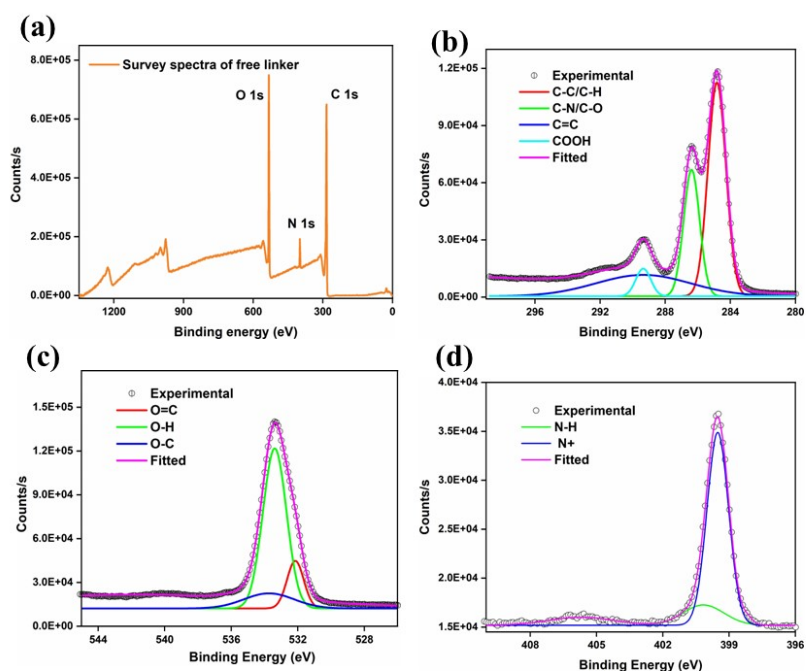 (a)
8.0E+05
6.0E+05
4.0E+05
2.0E+05
0.0E+00
Counts/s
Survey spectra of free linker
O 1s
C 1s
N 1s
1200
900
600
300
0
Binding energy (eV)
(b)
1.2E+05
9.0E+04
6.0E+04
3.0E+04
0.0E+00
Counts/s
Experimental
C-C/C-H
C-N/C-O
C=C
COOH
Fitted
296
292
288
284
280
Binding Energy (eV)
(c)
1.5E+05
1.2E+05
9.0E+04
6.0E+04
3.0E+04
0.0E+00
Counts/s
Experimental
O=C
O-H
O-C
Fitted
544
540
536
532
528
Binding Energy (eV)
(d)
4.0E+04
3.5E+04
3.0E+04
2.5E+04
2.0E+04
1.5E+04
Counts/s
Experimental
N-H
N+
Fitted
408
405
402
399
396
Binding Energy (eV)